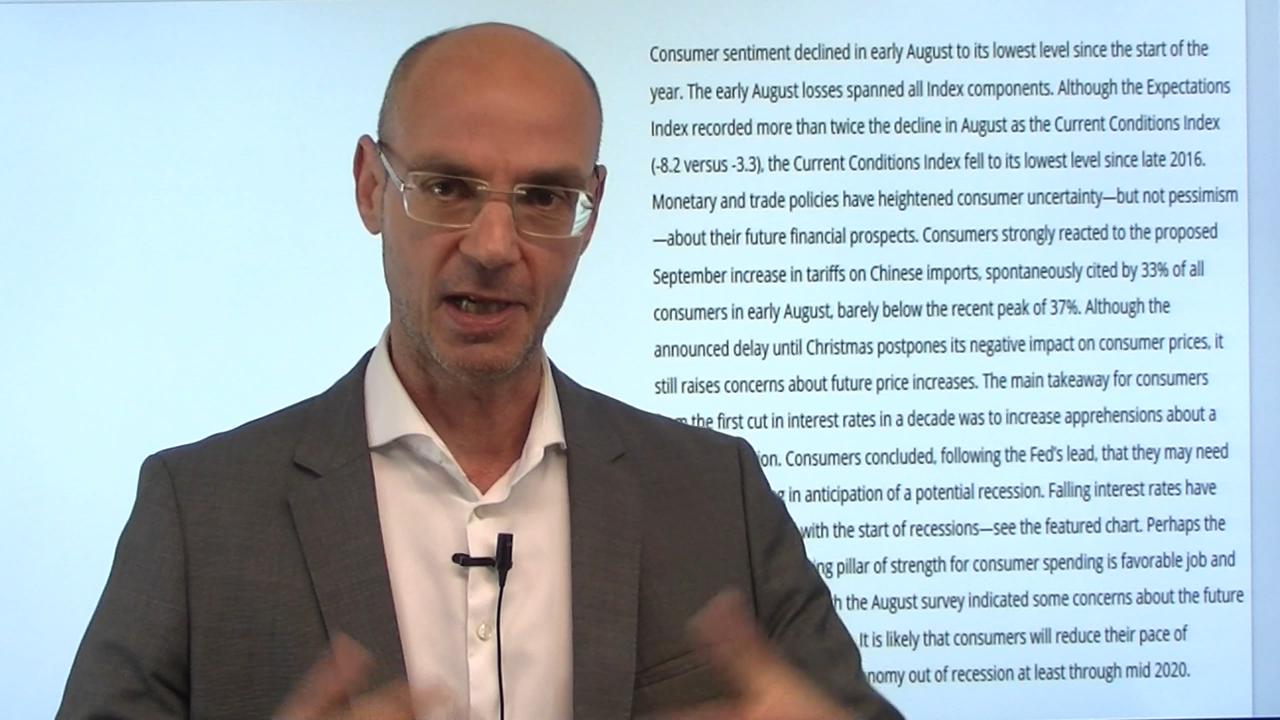 Consumer sentiment declined in early August to its lowest level since the start of the
year. The early August losses spanned all Index components. Although the Expectations
Index recorded more than twice the decline in August as the Current Conditions Index
(-8.2 versus -3.3), the Current Conditions Index fell to its lowest level since late 2016.
Monetary and trade policies have heightened consumer uncertainty—but not pessimism
—about their future financial prospects. Consumers strongly reacted to the proposed
September increase in tariffs on Chinese imports, spontaneously cited by 33% of all
consumers in early August, barely below the recent peak of 37%. Although the
announced delay until Christmas postpones its negative impact on consumer prices, it
still raises concerns about future price increases. The main takeaway for consumers
the first cut in interest rates in a decade was to increase apprehensions about a
Consumers concluded, following the Fed's lead, that they may need
in anticipation of a potential recession. Falling interest rates have
with the start of recessions—see the featured chart. Perhaps the
pillar of strength for consumer spending is favorable job and
the August survey indicated some concerns about the future
It is likely that consumers will reduce their pace of
out of recession at least through mid 2020.